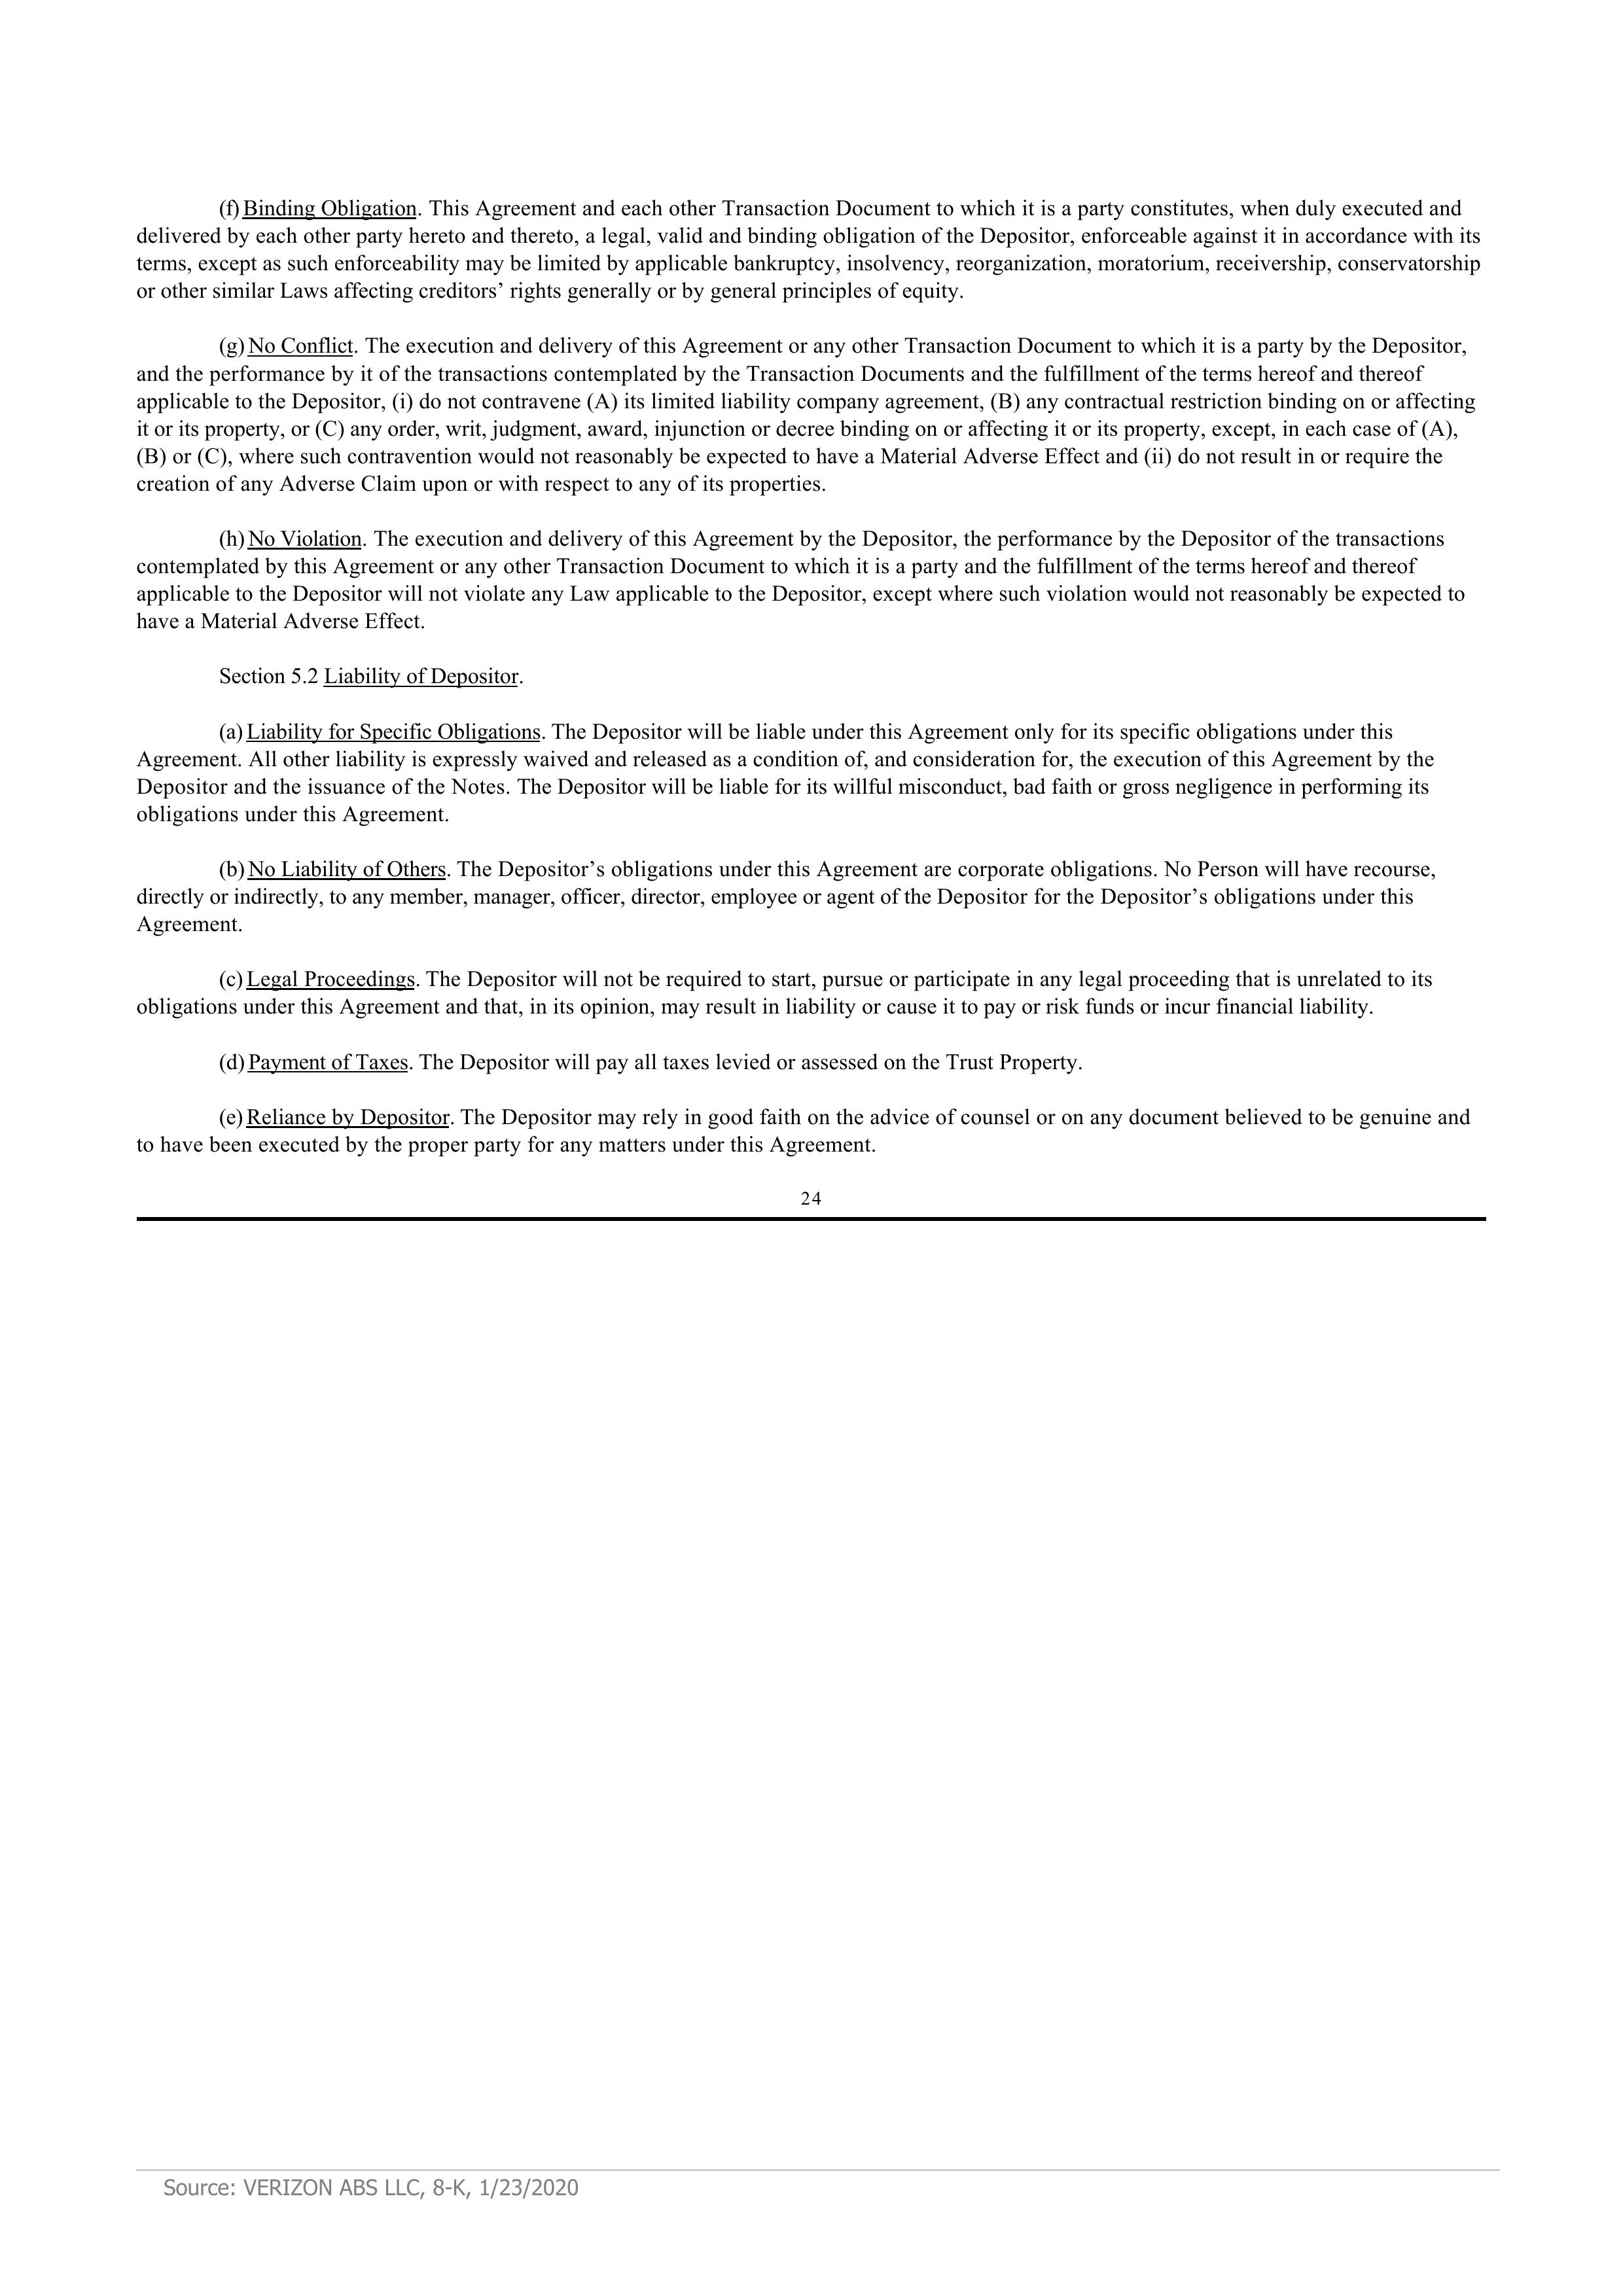 (f) Binding Obligation. This Agreement and each other Transaction Document to which it is a party constitutes, when duly executed and
delivered by each other party hereto and thereto, a legal, valid and binding obligation of the Depositor, enforceable against it in accordance with its
terms, except as such enforceability may be limited by applicable bankruptcy, insolvency, reorganization, moratorium, receivership, conservatorship
or other similar Laws affecting creditors’ rights generally or by general principles of equity.
(g) No Conflict. The execution and delivery of this Agreement or any other Transaction Document to which it is a party by the Depositor,
and the performance by it of the transactions contemplated by the Transaction Documents and the fulfillment of the terms hereof and thereof
applicable to the Depositor, (i) do not contravene (A) its limited liability company agreement, (B) any contractual restriction binding on or affecting
it or its property, or (C) any order, writ, judgment, award, injunction or decree binding on or affecting it or its property, except, in each case of (A),
(B) or (C), where such contravention would not reasonably be expected to have a Material Adverse Effect and (ii) do not result in or require the
creation of any Adverse Claim upon or with respect to any of its properties.
(h) No Violation. The execution and delivery of this Agreement by the Depositor, the performance by the Depositor of the transactions
contemplated by this Agreement or any other Transaction Document to which it is a party and the fulfillment of the terms hereof and thereof
applicable to the Depositor will not violate any Law applicable to the Depositor, except where such violation would not reasonably be expected to
have a Material Adverse Effect.
Section 5.2 Liability of Depositor.
(a) Liability for Specific Obligations. The Depositor will be liable under this Agreement only for its specific obligations under this
Agreement. All other liability is expressly waived and released as a condition of, and consideration for, the execution of this Agreement by the
Depositor and the issuance of the Notes. The Depositor will be liable for its willful misconduct, bad faith or gross negligence in performing its
obligations under this Agreement.
(b) No Liability of Others. The Depositor’s obligations under this Agreement are corporate obligations. No Person will have recourse,
directly or indirectly, to any member, manager, officer, director, employee or agent of the Depositor for the Depositor’s obligations under this
Agreement.
(c) Legal Proceedings. The Depositor will not be required to start, pursue or participate in any legal proceeding that is unrelated to its
obligations under this Agreement and that, in its opinion, may result in liability or cause it to pay or risk funds or incur financial liability.
(d) Payment of Taxes. The Depositor will pay all taxes levied or assessed on the Trust Property.
(e) Reliance by Depositor. The Depositor may rely in good faith on the advice of counsel or on any document believed to be genuine and
to have been executed by the proper party for any matters under this Agreement.
24
Source: VERIZON ABS LLC, 8-K, 1/23/2020